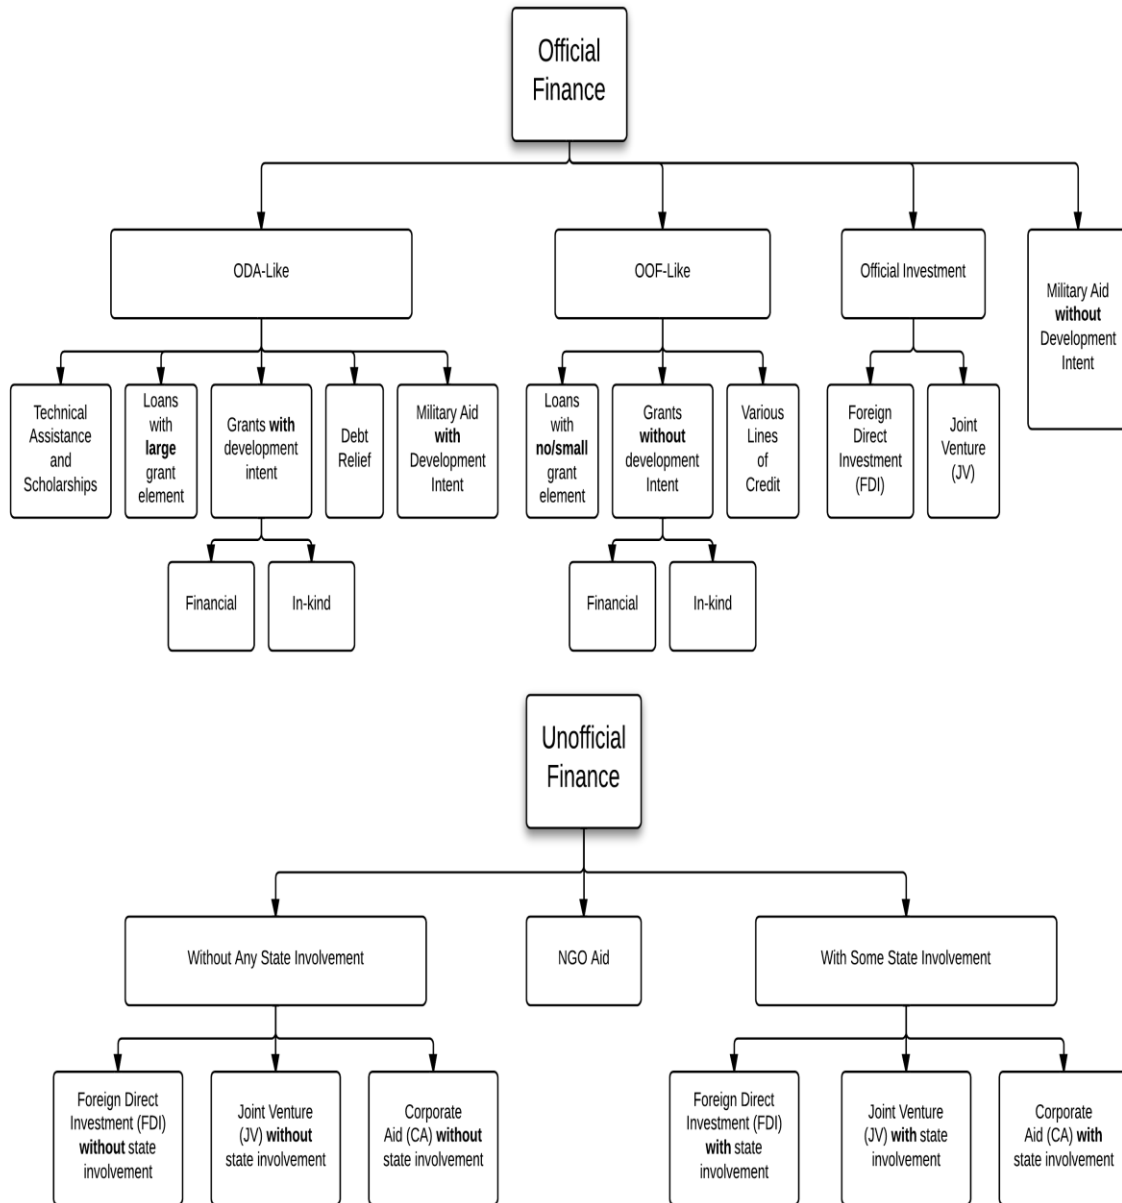 Official
Finance
ODA-Like
OOF-Like
Official Investment
Military Aid
without
Development
Intent
Technical
Assistance
and
Scholarships
Loans
with
large
grant
element
Grants with
development
intent
Debt
Relief
Military Aid
with
Development
Intent
Loans
with
no/small
grant
element
Grants
without
development
Intent
Various
Lines
of
Credit
Foreign
Direct
Investment
(FDI)
Joint
Venture
(JV)
Financial
In-kind
Financial
In-kind
Unofficial
Finance
Without Any State Involvement
NGO Aid
With Some State Involvement
Foreign Direct
Investment (FDI)
without state
involvement
Joint Venture
(JV) without
state involvement
Corporate
Aid (CA) without
state involvement
Foreign Direct
Investment (FDI)
with state
involvement
Joint Venture
(JV) with state
involvement
Corporate
Aid (CA) with
state involvement